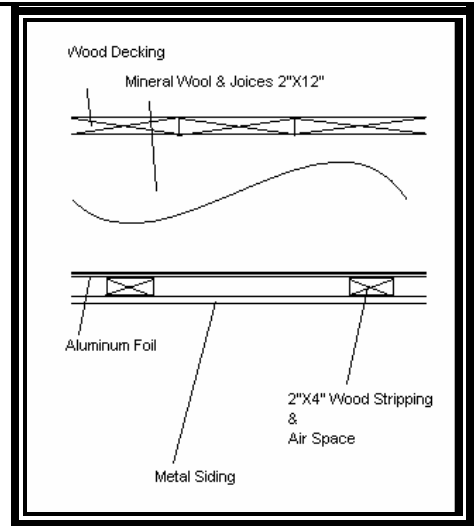 Wood Decking
Mineral Wool & Joices 2"X12"
Aluminum Foil
2"X4" Wood Stripping
&
Air Space
Metal Siding